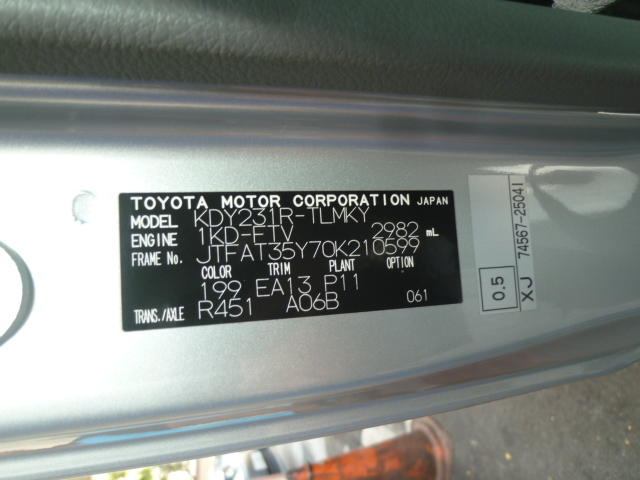 TOYOTA MOTOR CORPORATION JAPAN
MODEL KDY231R-TLMKY
ENGINE 1KD-FTV 2982 mL
FRAME No. JTFAT35Y70K210599
COLOR TRIM PLANT OPTION
199 EA13 P11
TRANS./AXLE R451 A06B 061
0.5
XJ 74567-25041